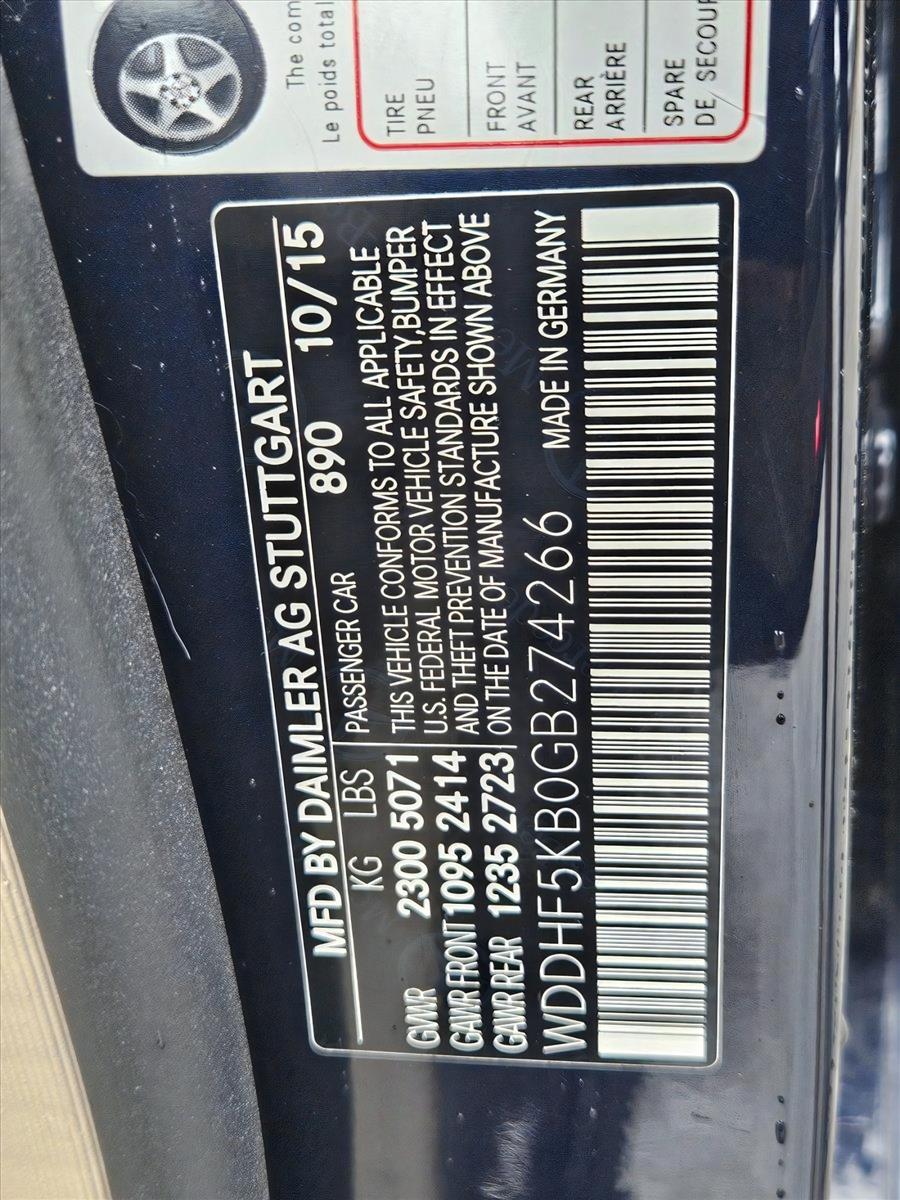 The com
Le poids total
TIRE
PNEU
FRONT
AVANT
REAR
ARRIÈRE
SPARE
DE SECOUR
MFD BY DAIMLER AG STUTTGART
890 10/15
KG LBS
PASSENGER CAR
GVWR 2300 5071
GAWR FRONT 1095 2414
GAWR REAR 1235 2723
THIS VEHICLE CONFORMS TO ALL APPLICABLE
U.S. FEDERAL MOTOR VEHICLE SAFETY,BUMPER
AND THEFT PREVENTION STANDARDS IN EFFECT
ON THE DATE OF MANUFACTURE SHOWN ABOVE
WDDHF5KB0GB274266 MADE IN GERMANY